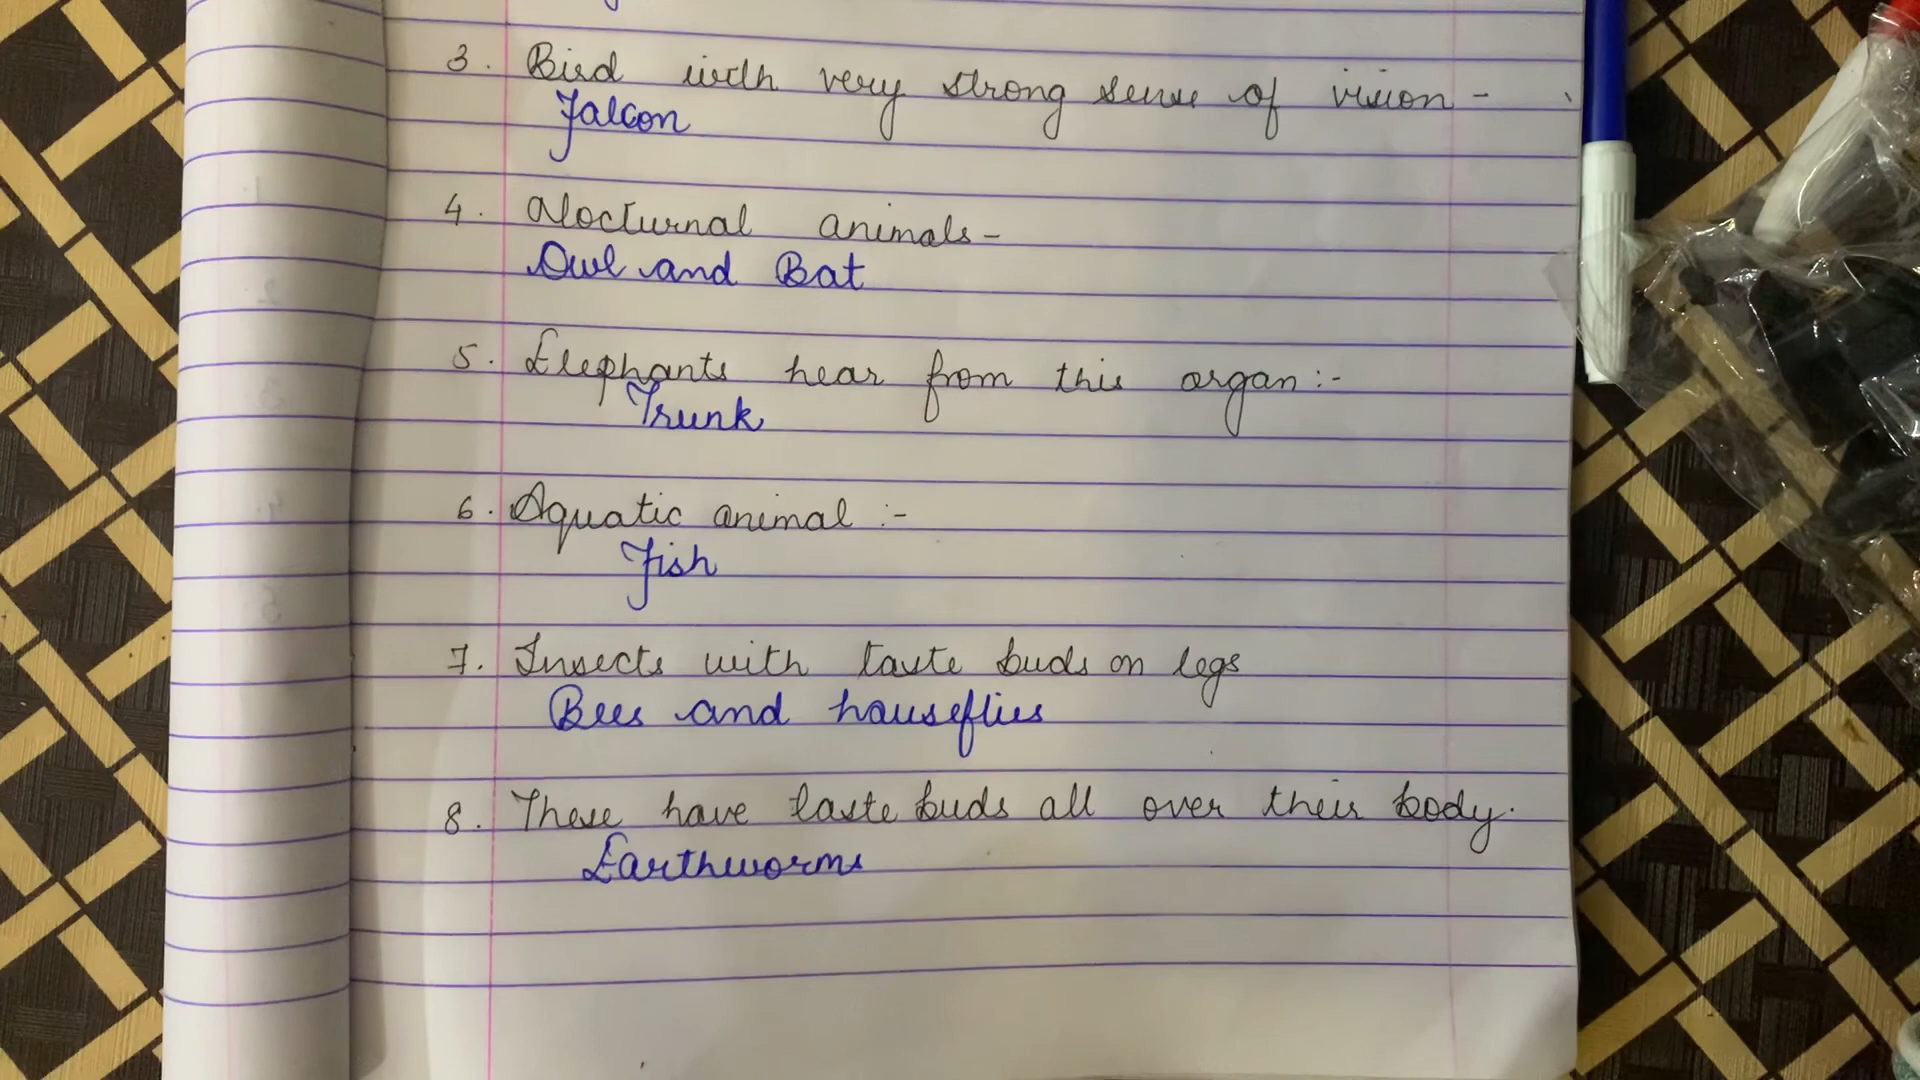 3. Bird with very strong sense of vision -
Falcon
4. Nocturnal animals -
Owl and Bat
5. Elephants hear from this organ :-
Trunk
6. Aquatic animal :-
Fish
7. Insects with taste buds on legs
Bees and houseflies
8. These have taste buds all over their body.
Earthworms